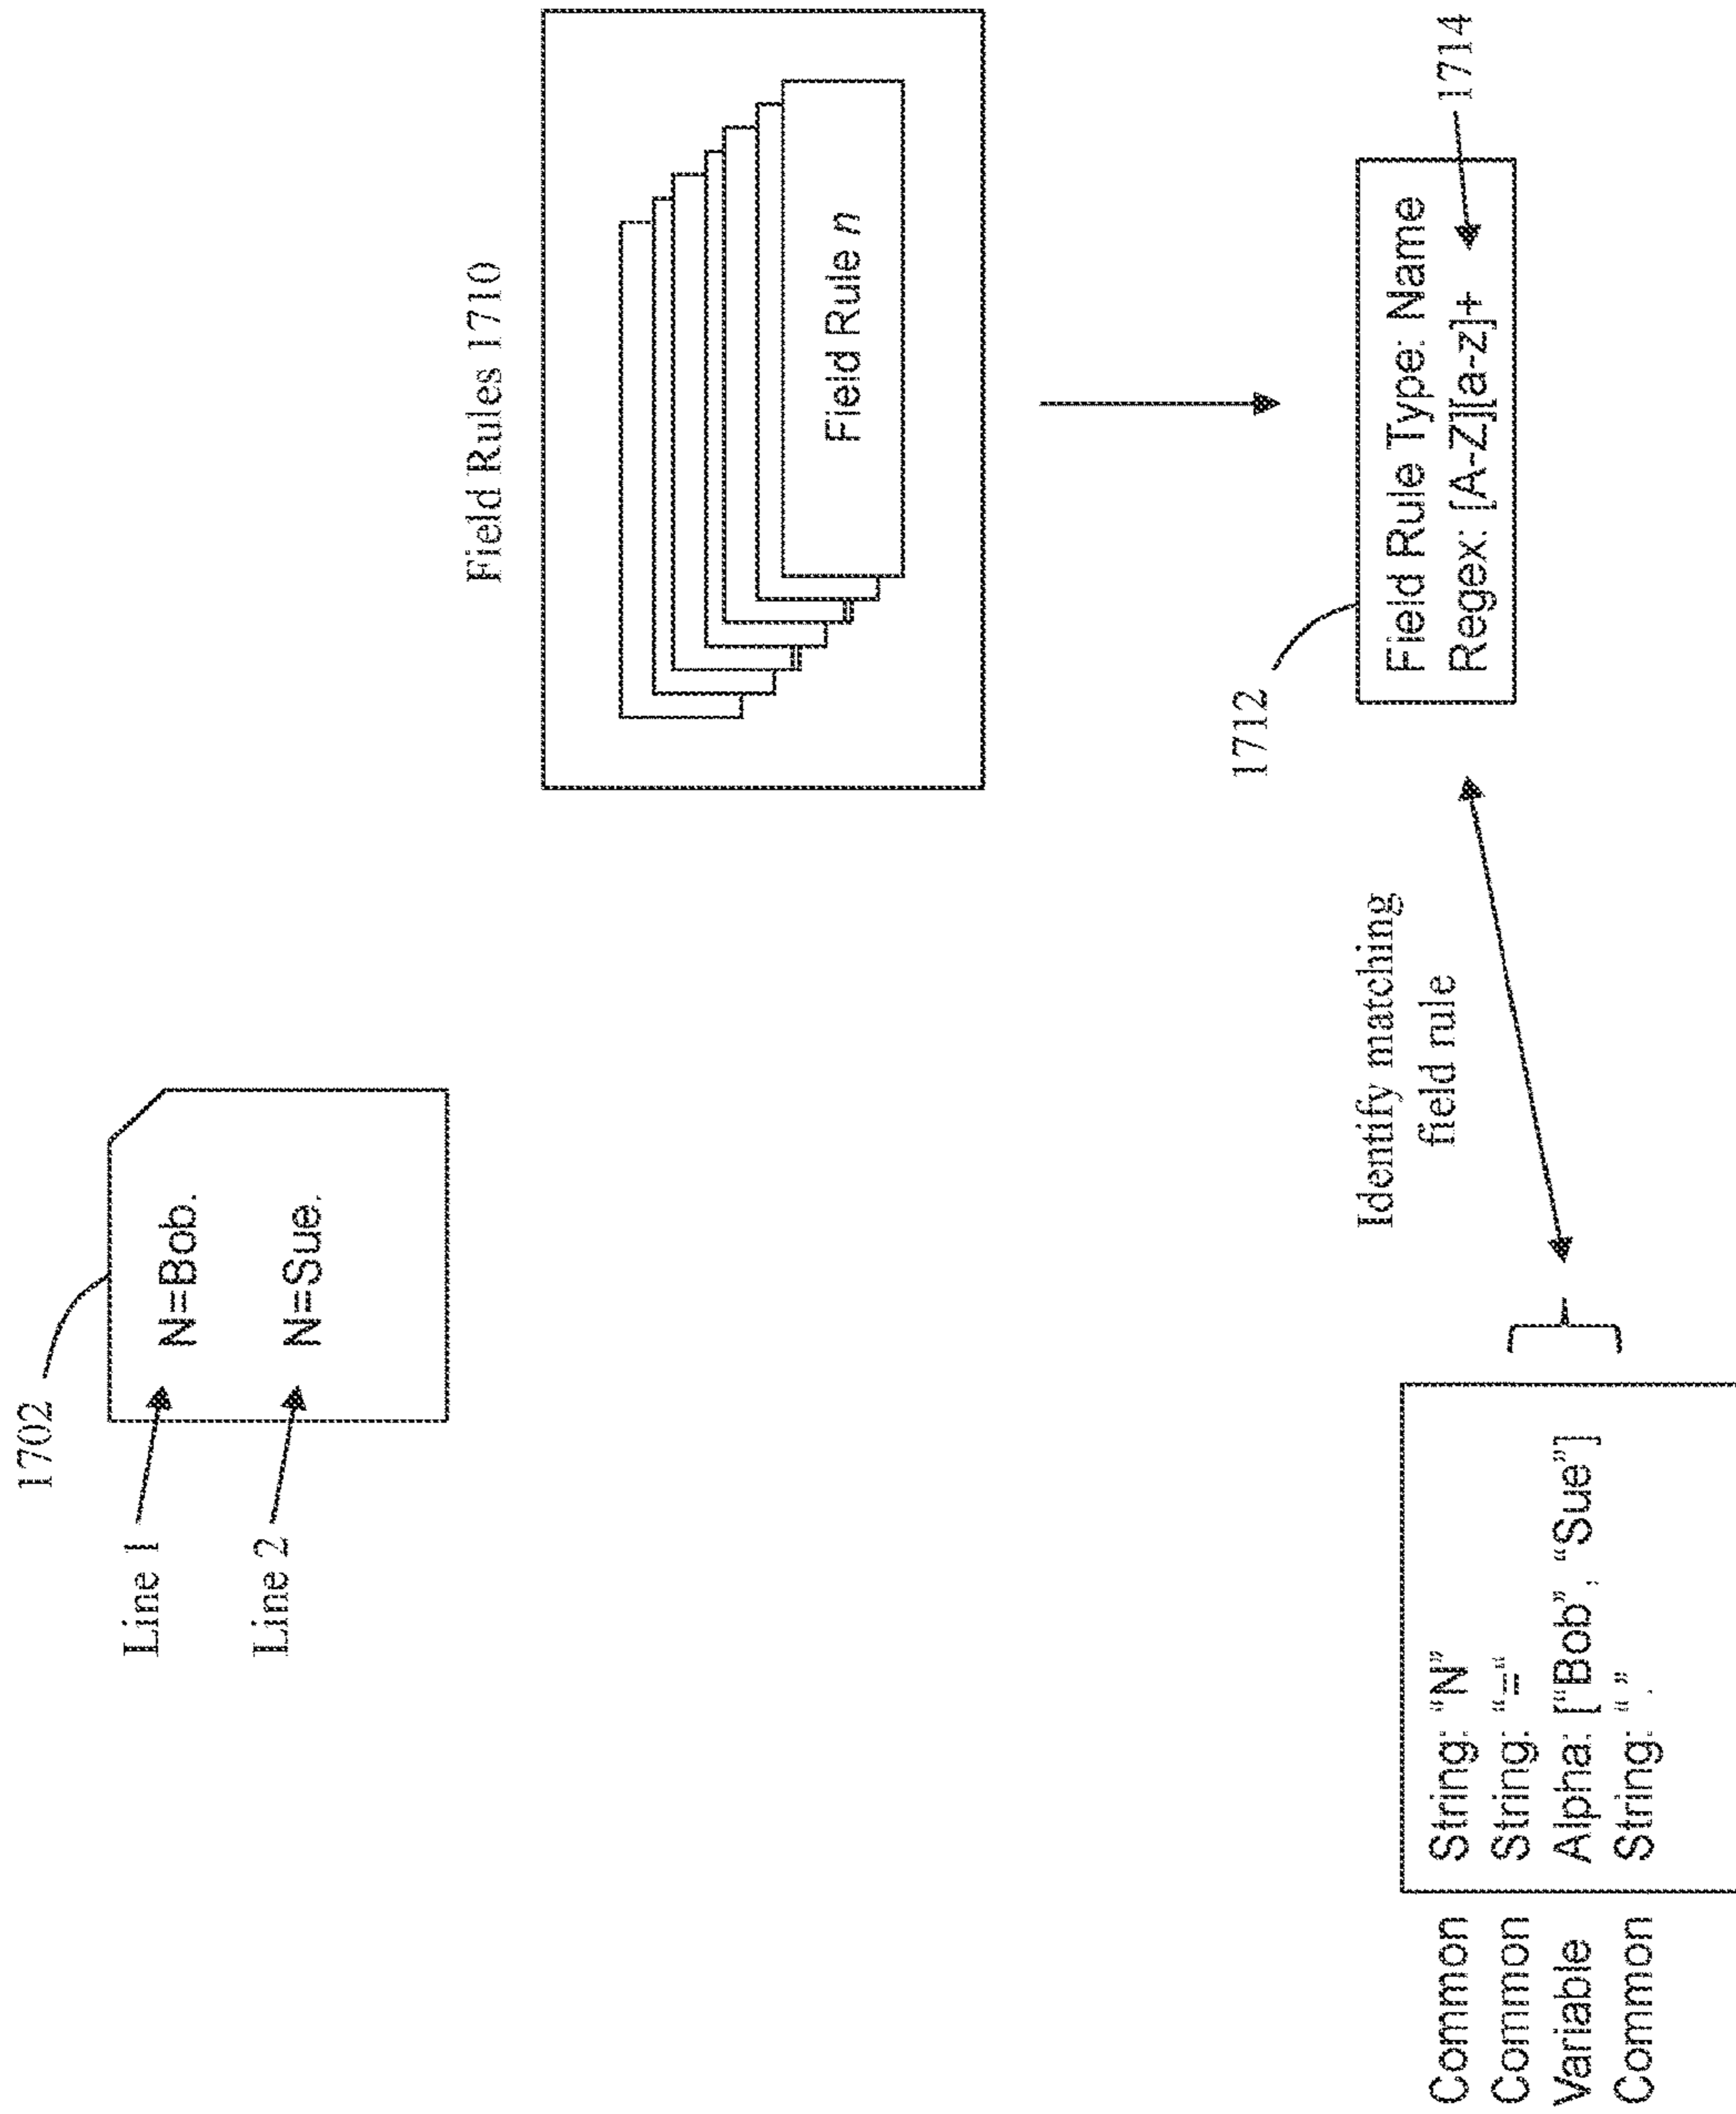 1702
Line 1
N=Bob.
Line 2
N=Sue.
Field Rules 1710
Field Rule n
1712
Field Rule Type: Name
Regex: [A-Z][a-z]+
1714
Identify matching
field rule
Common String: “N”
Common String: “=“
Variable Alpha: [“Bob”, “Sue”]
Common String: “.”